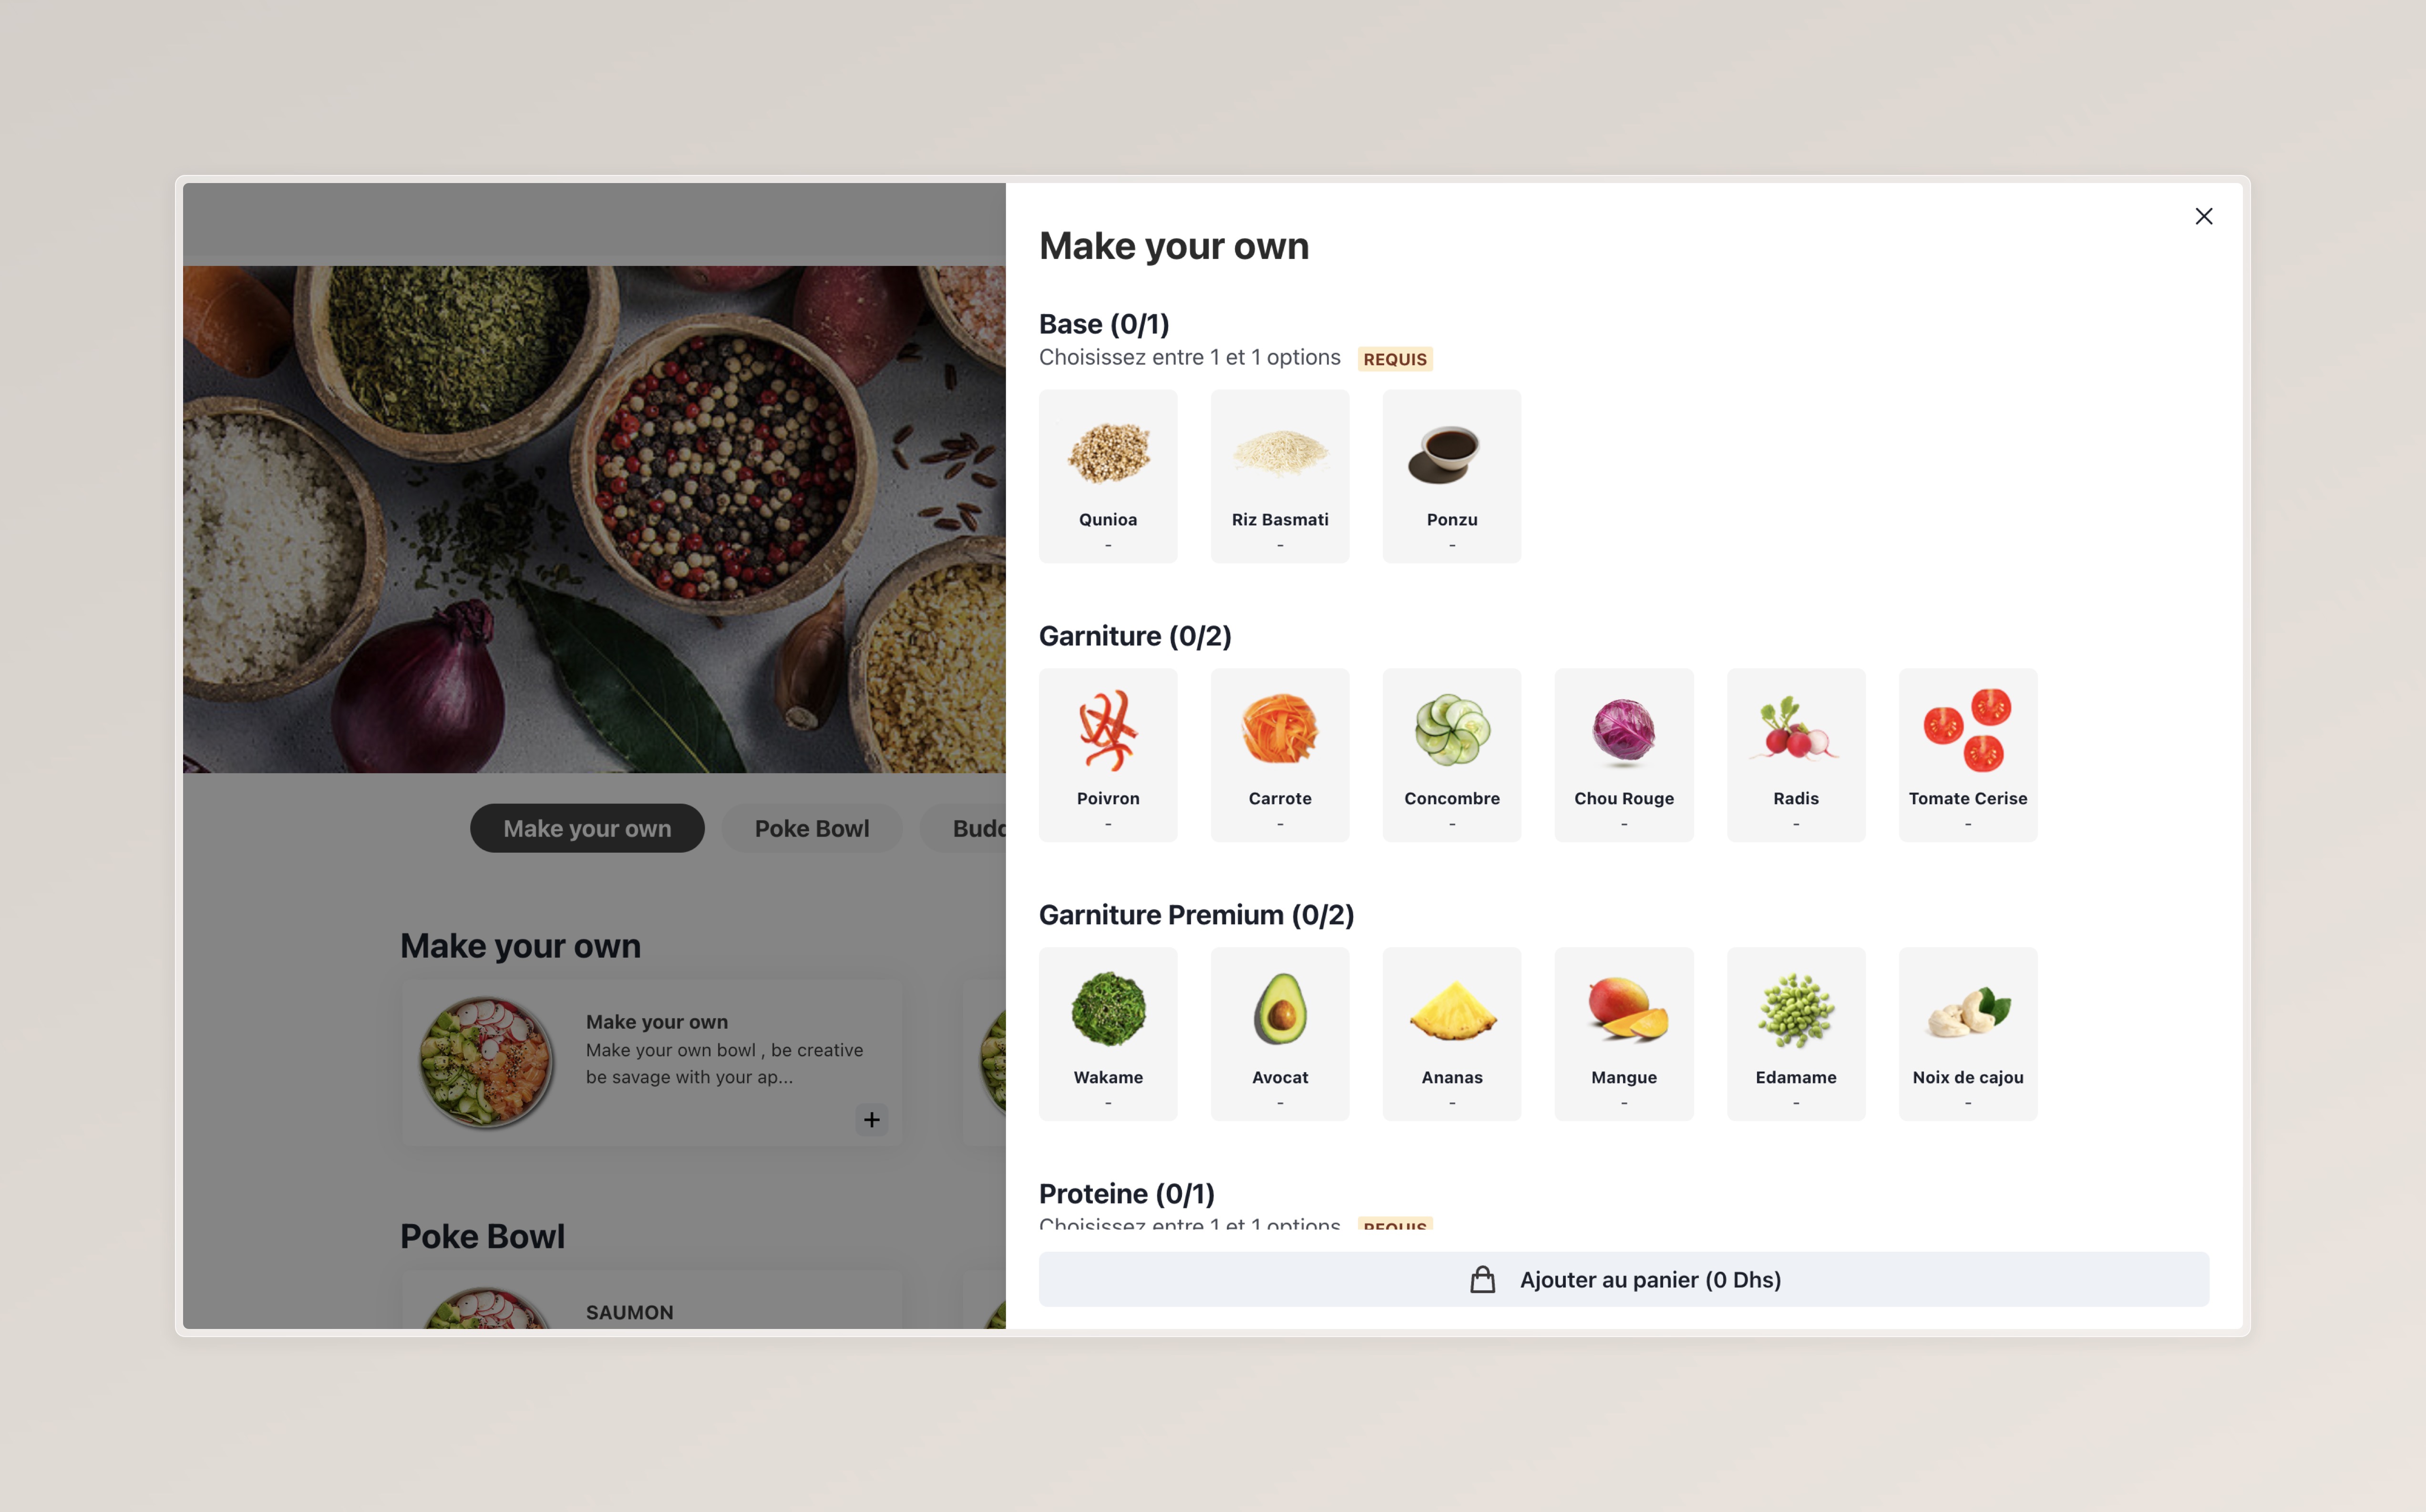 Make your own
Poke Bowl
Make your own
Make your own
Make your own bowl , be creative
be savage with your ap...
+
Poke Bowl
SAUMON
Make your own
Base (0/1)
Choisissez entre 1 et 1 options REQUIS
Qunioa
-
Riz Basmati
-
Ponzu
-
Garniture (0/2)
Poivron
-
Carrote
-
Concombre
-
Chou Rouge
-
Radis
-
Tomate Cerise
-
Garniture Premium (0/2)
Wakame
-
Avocat
-
Ananas
-
Mangue
-
Edamame
-
Noix de cajou
-
Proteine (0/1)
Choisissez entre 1 et 1 options REQUIS
Ajouter au panier (0 Dhs)